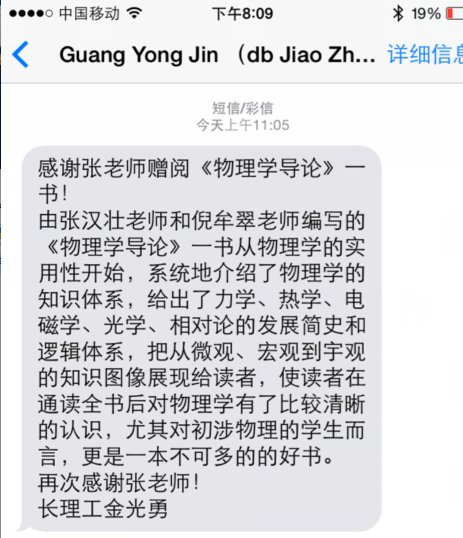 中国移动 下午8:09 19%
Guang Yong Jin （db Jiao Zh... 详细信息
短信/彩信
今天上午11:05
感谢张老师赠阅《物理学导论》一
书！
由张汉壮老师和倪牟翠老师编写的
《物理学导论》一书从物理学的实
用性开始，系统地介绍了物理学的
知识体系，给出了力学、热学、电
磁学、光学、相对论的发展简史和
逻辑体系，把从微观、宏观到宇观
的知识图像展现给读者，使读者在
通读全书后对物理学有了比较清晰
的认识，尤其对初涉物理的学生而
言，更是一本不可多的的好书。
再次感谢张老师！
长理工金光勇